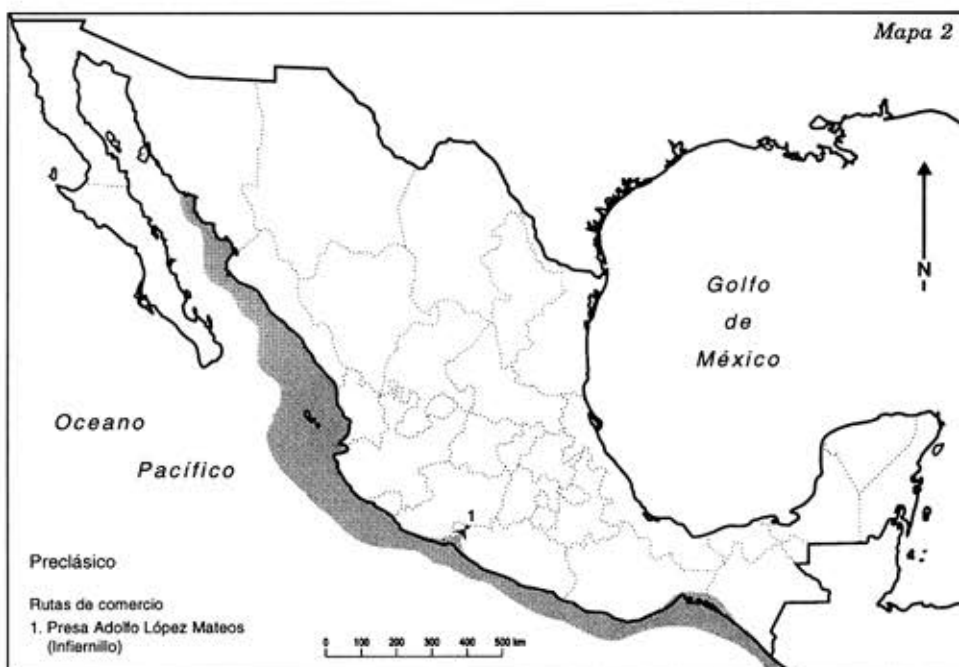 Mapa 2
N
Golfo
de
México
Oceano
Pacífico
1
Preclásico
Rutas de comercio
1. Presa Adolfo López Mateos
(Infiernillo)
0 100 200 300 400 500 km